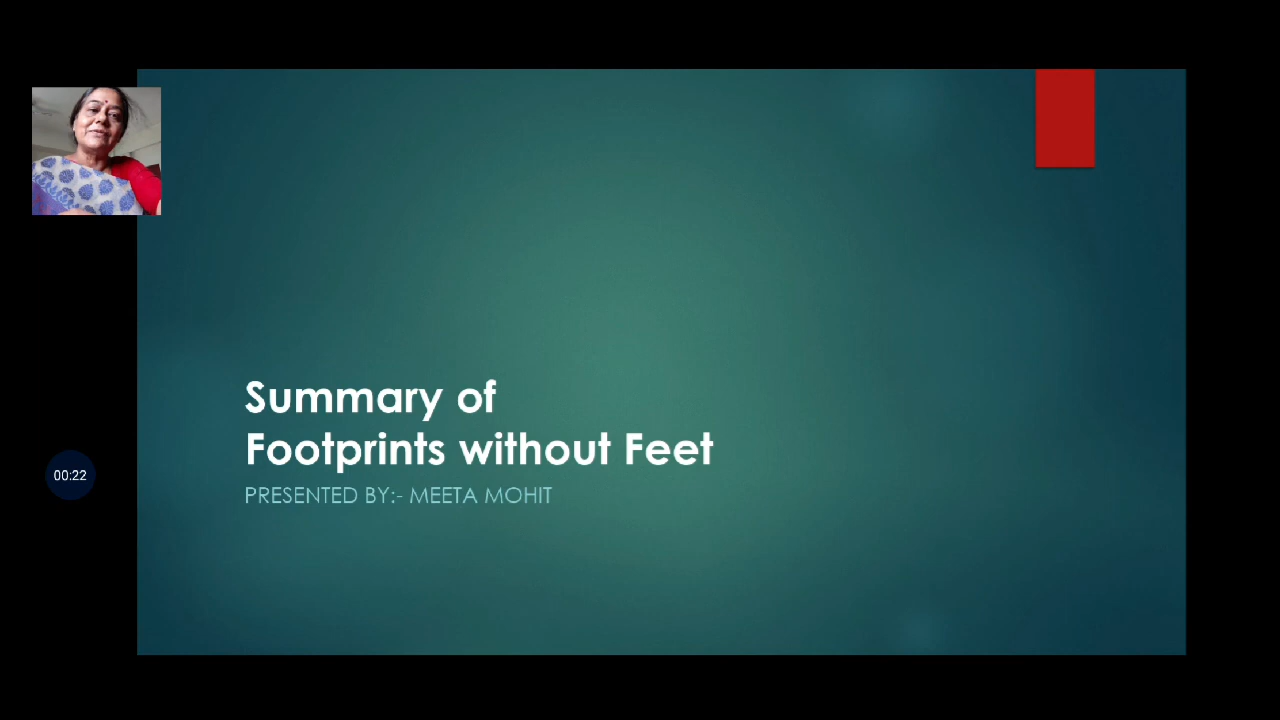 Summary of
Footprints without Feet
PRESENTED BY:- MEETA MOHIT
00:22